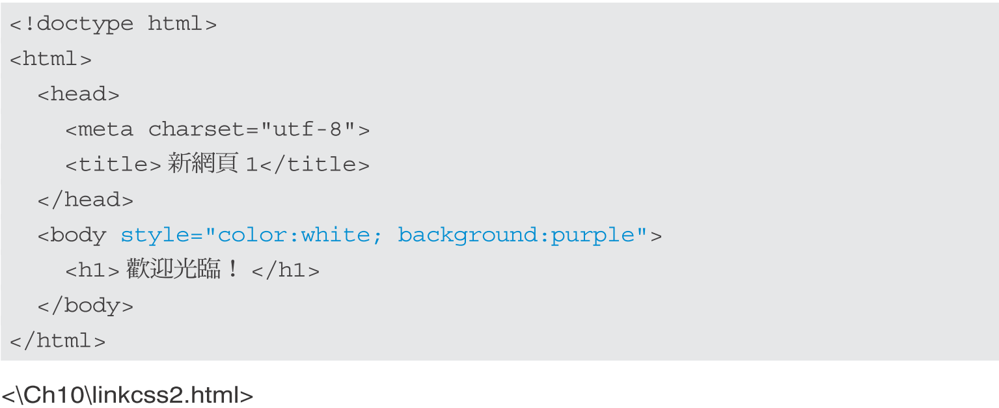 <!doctype html>
<html>
  <head>
    <meta charset="utf-8">
    <title> 新網頁 1</title>
  </head>
  <body style="color:white; background:purple">
    <h1> 歡迎光臨！ </h1>
  </body>
</html>
<\Ch10\linkcss2.html>